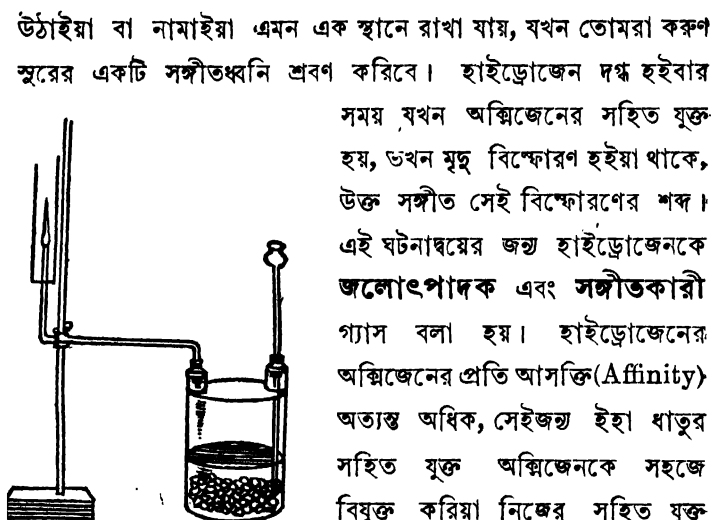 উঠাইয়া বা নামাইয়া এমন এক স্থানে রাখা যায়, যখন তোমরা করুণ
সুরের একটি সঙ্গীতধ্বনি শ্রবণ করিবে। হাইড্রোজেন দগ্ধ হইবার
সময় যখন অক্সিজেনের সহিত যুক্ত
হয়, তখন মৃদু বিস্ফোরণ হইয়া থাকে,
উক্ত সঙ্গীত সেই বিস্ফোরণের শব্দ।
এই ঘটনাদ্বয়ের জন্য হাইড্রোজেনকে
জলোৎপাদক এবং সঙ্গীতকারী
গ্যাস বলা হয়। হাইড্রোজেনের
অক্সিজেনের প্রতি আসক্তি(Affinity)
অত্যন্ত অধিক, সেইজন্য ইহা ধাতুর
সহিত যুক্ত অক্সিজেনকে সহজে
বিযুক্ত করিয়া নিজের সহিত যুক্ত